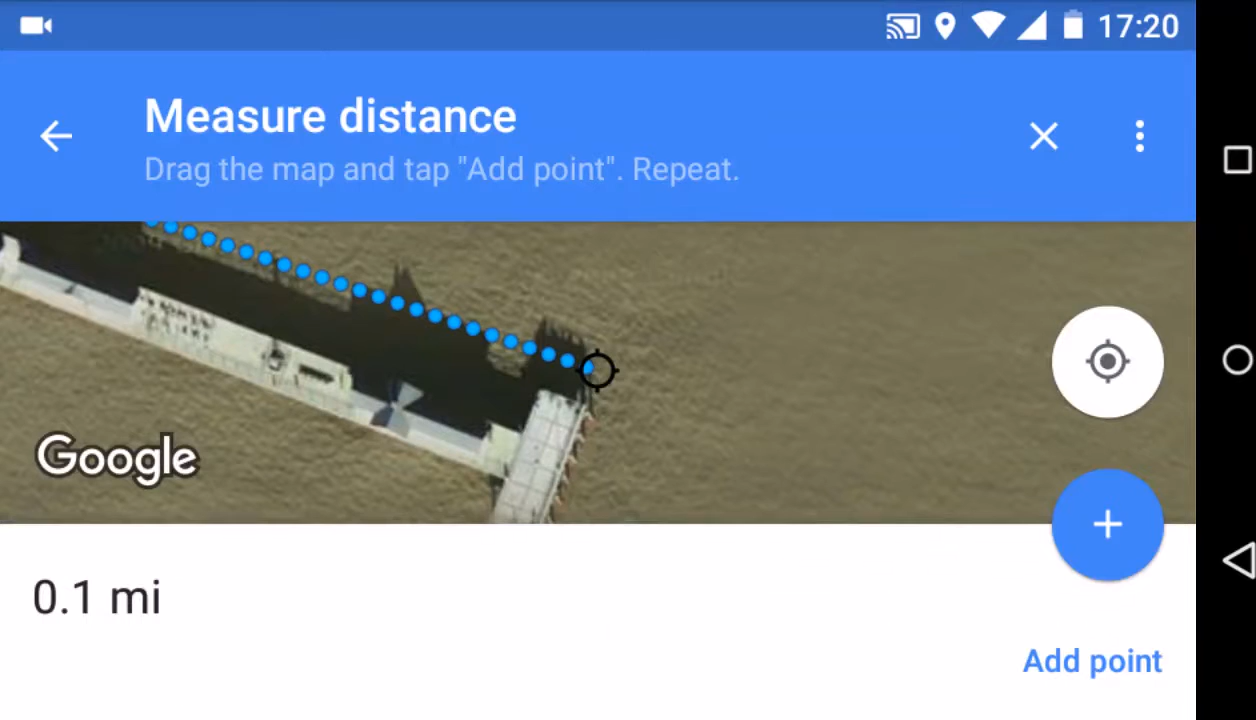 17:20
Measure distance
Drag the map and tap "Add point". Repeat.
Google
0.1 mi
Add point